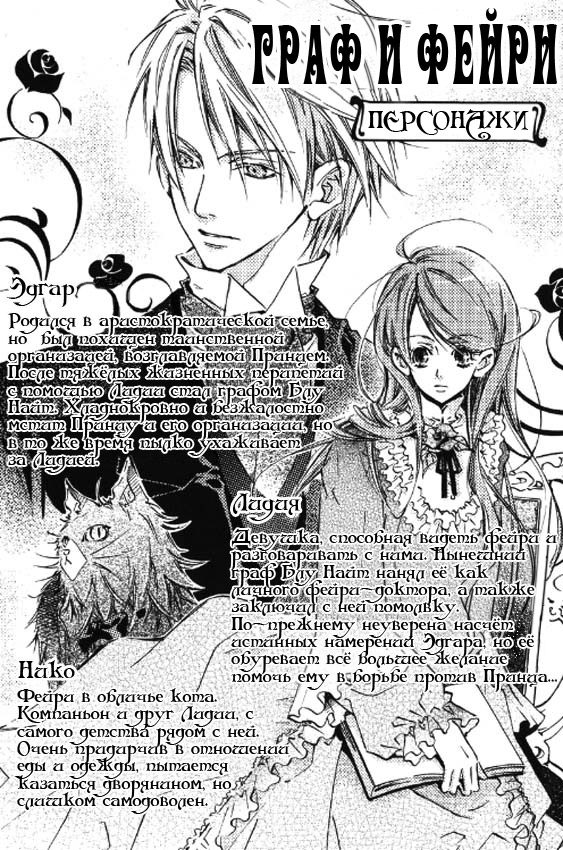 ГРАФ И ФЕЙРИ
ПЕРСОНАЖИ
Эдгар
Родился в аристократической семье,
но был похищен таинственной
организацией, возглавляемой Принцем.
После тяжёлых жизненных перипетий
с помощью Лидии стал графом Блу
Найт. Хладнокровно и безжалостно
мстит Принцу и его организации, но
в то же время пылко ухаживает
за Лидией.
Лидия
Девушка, способная видеть фейри и
разговаривать с ними. Нынешний
граф Блу Найт нанял её как
личного фейри-доктора, а также
заключил с ней помолвку.
По-прежнему неуверена насчёт
истинных намерений Эдгара, но её
обуревает всё большее желание
помочь ему в борьбе против Принца...
Нико
Фейри в обличье кота.
Компаньон и друг Лидии, с
самого детства рядом с ней.
Очень придирчив в отношении
еды и одежды, пытается
казаться дворянином, но
слишком самодоволен.